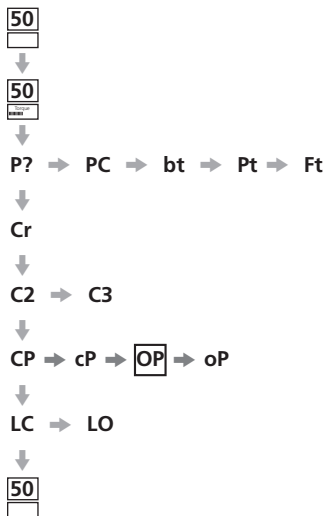 50
50
Torque
P? PC bt Pt Ft
Cr
C2 C3
CP cP OP oP
LC LO
50